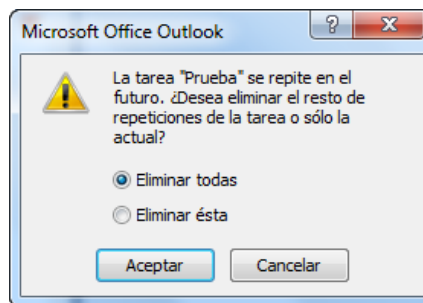 Microsoft Office Outlook
La tarea "Prueba" se repite en el
futuro. ¿Desea eliminar el resto de
repeticiones de la tarea o sólo la
actual?
Eliminar todas
Eliminar ésta
Aceptar Cancelar